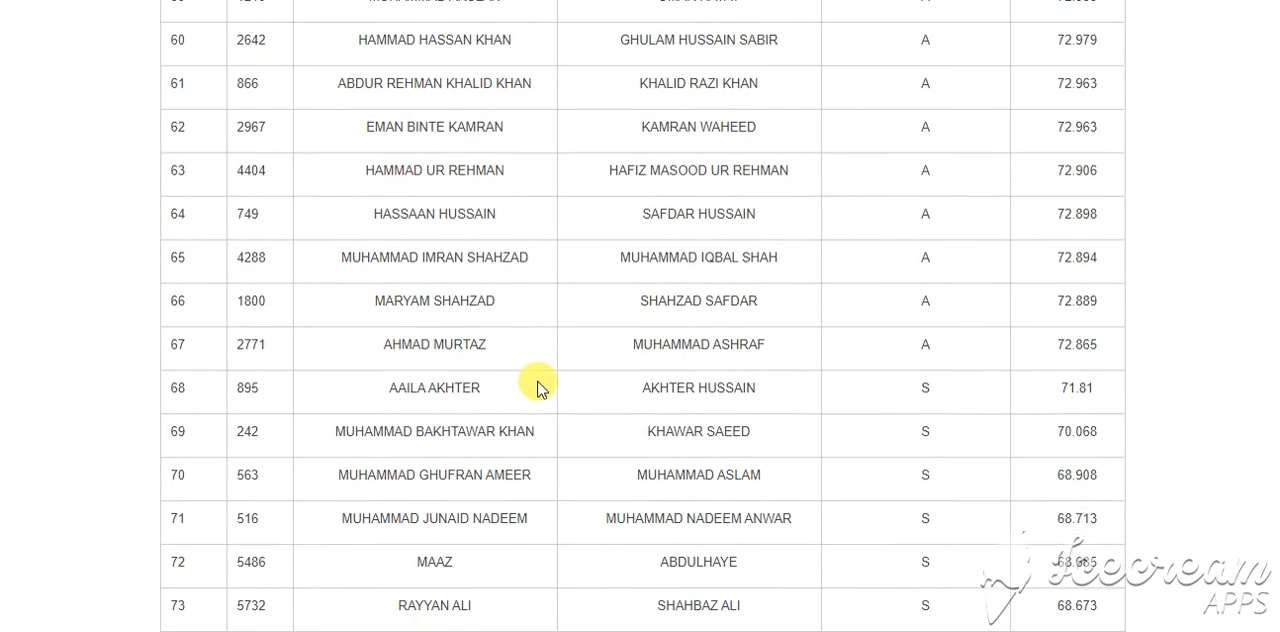 60 2642 HAMMAD HASSAN KHAN GHULAM HUSSAIN SABIR A 72.979
61 866 ABDUR REHMAN KHALID KHAN KHALID RAZI KHAN A 72.963
62 2967 EMAN BINTE KAMRAN KAMRAN WAHEED A 72.963
63 4404 HAMMAD UR REHMAN HAFIZ MASOOD UR REHMAN A 72.906
64 749 HASSAAN HUSSAIN SAFDAR HUSSAIN A 72.898
65 4288 MUHAMMAD IMRAN SHAHZAD MUHAMMAD IQBAL SHAH A 72.894
66 1800 MARYAM SHAHZAD SHAHZAD SAFDAR A 72.889
67 2771 AHMAD MURTAZ MUHAMMAD ASHRAF A 72.865
68 895 AAILA AKHTER AKHTER HUSSAIN S 71.81
69 242 MUHAMMAD BAKHTAWAR KHAN KHAWAR SAEED S 70.068
70 563 MUHAMMAD GHUFRAN AMEER MUHAMMAD ASLAM S 68.908
71 516 MUHAMMAD JUNAID NADEEM MUHAMMAD NADEEM ANWAR S 68.713
72 5486 MAAZ ABDULHAYE S 68.685
73 5732 RAYYAN ALI SHAHBAZ ALI S 68.673
Icecream
APPS